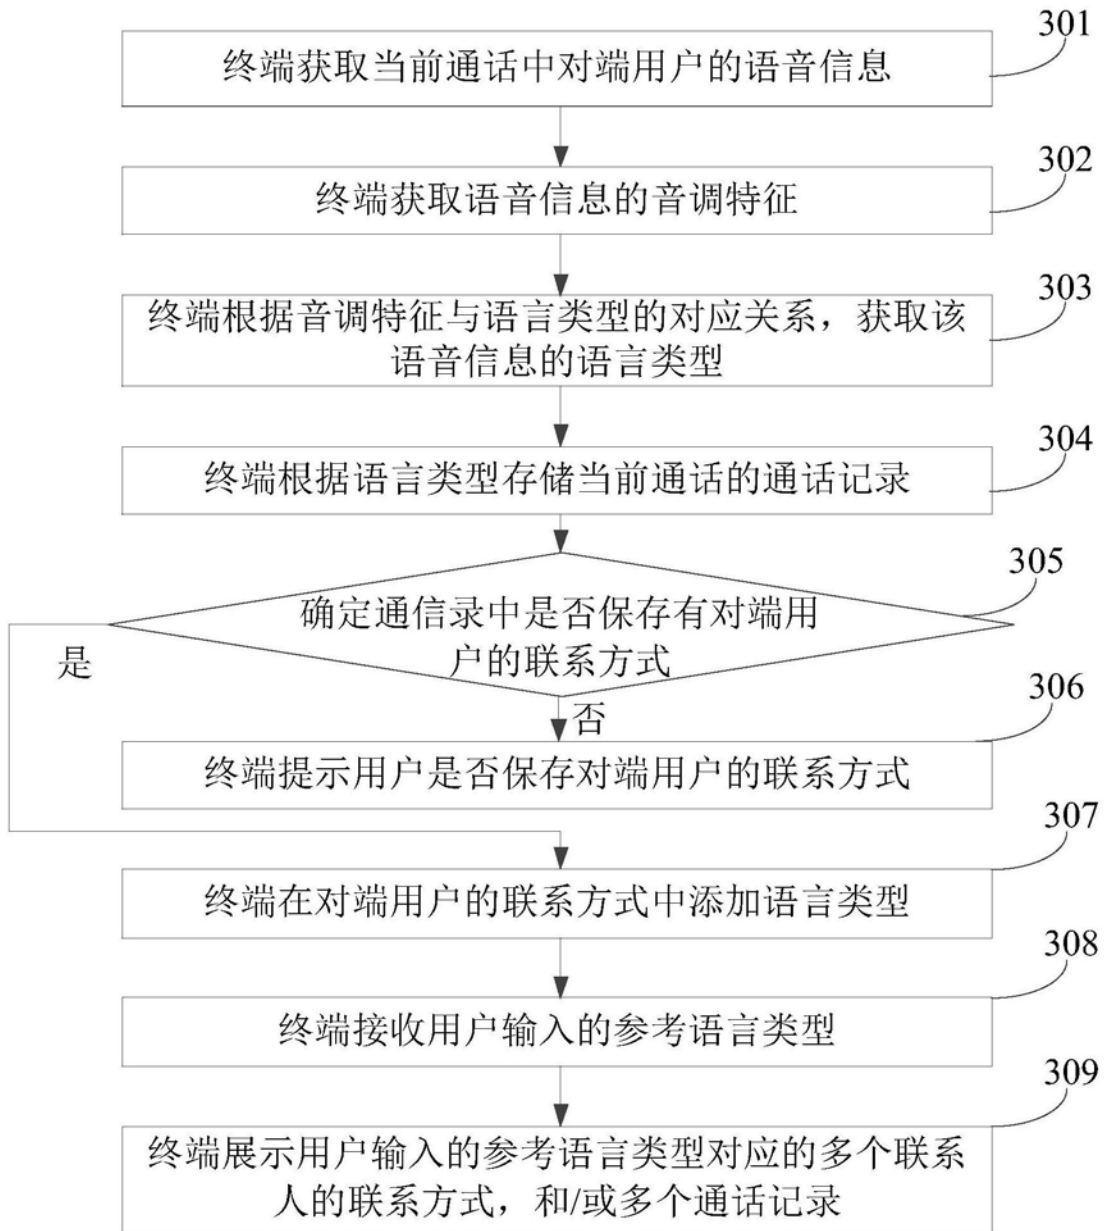 301
终端获取当前通话中对端用户的语音信息
302
终端获取语音信息的音调特征
303
终端根据音调特征与语言类型的对应关系，获取该
语音信息的语言类型
304
终端根据语言类型存储当前通话的通话记录
305
确定通信录中是否保存有对端用
户的联系方式
是
否
306
终端提示用户是否保存对端用户的联系方式
307
终端在对端用户的联系方式中添加语言类型
308
终端接收用户输入的参考语言类型
309
终端展示用户输入的参考语言类型对应的多个联系
人的联系方式，和/或多个通话记录